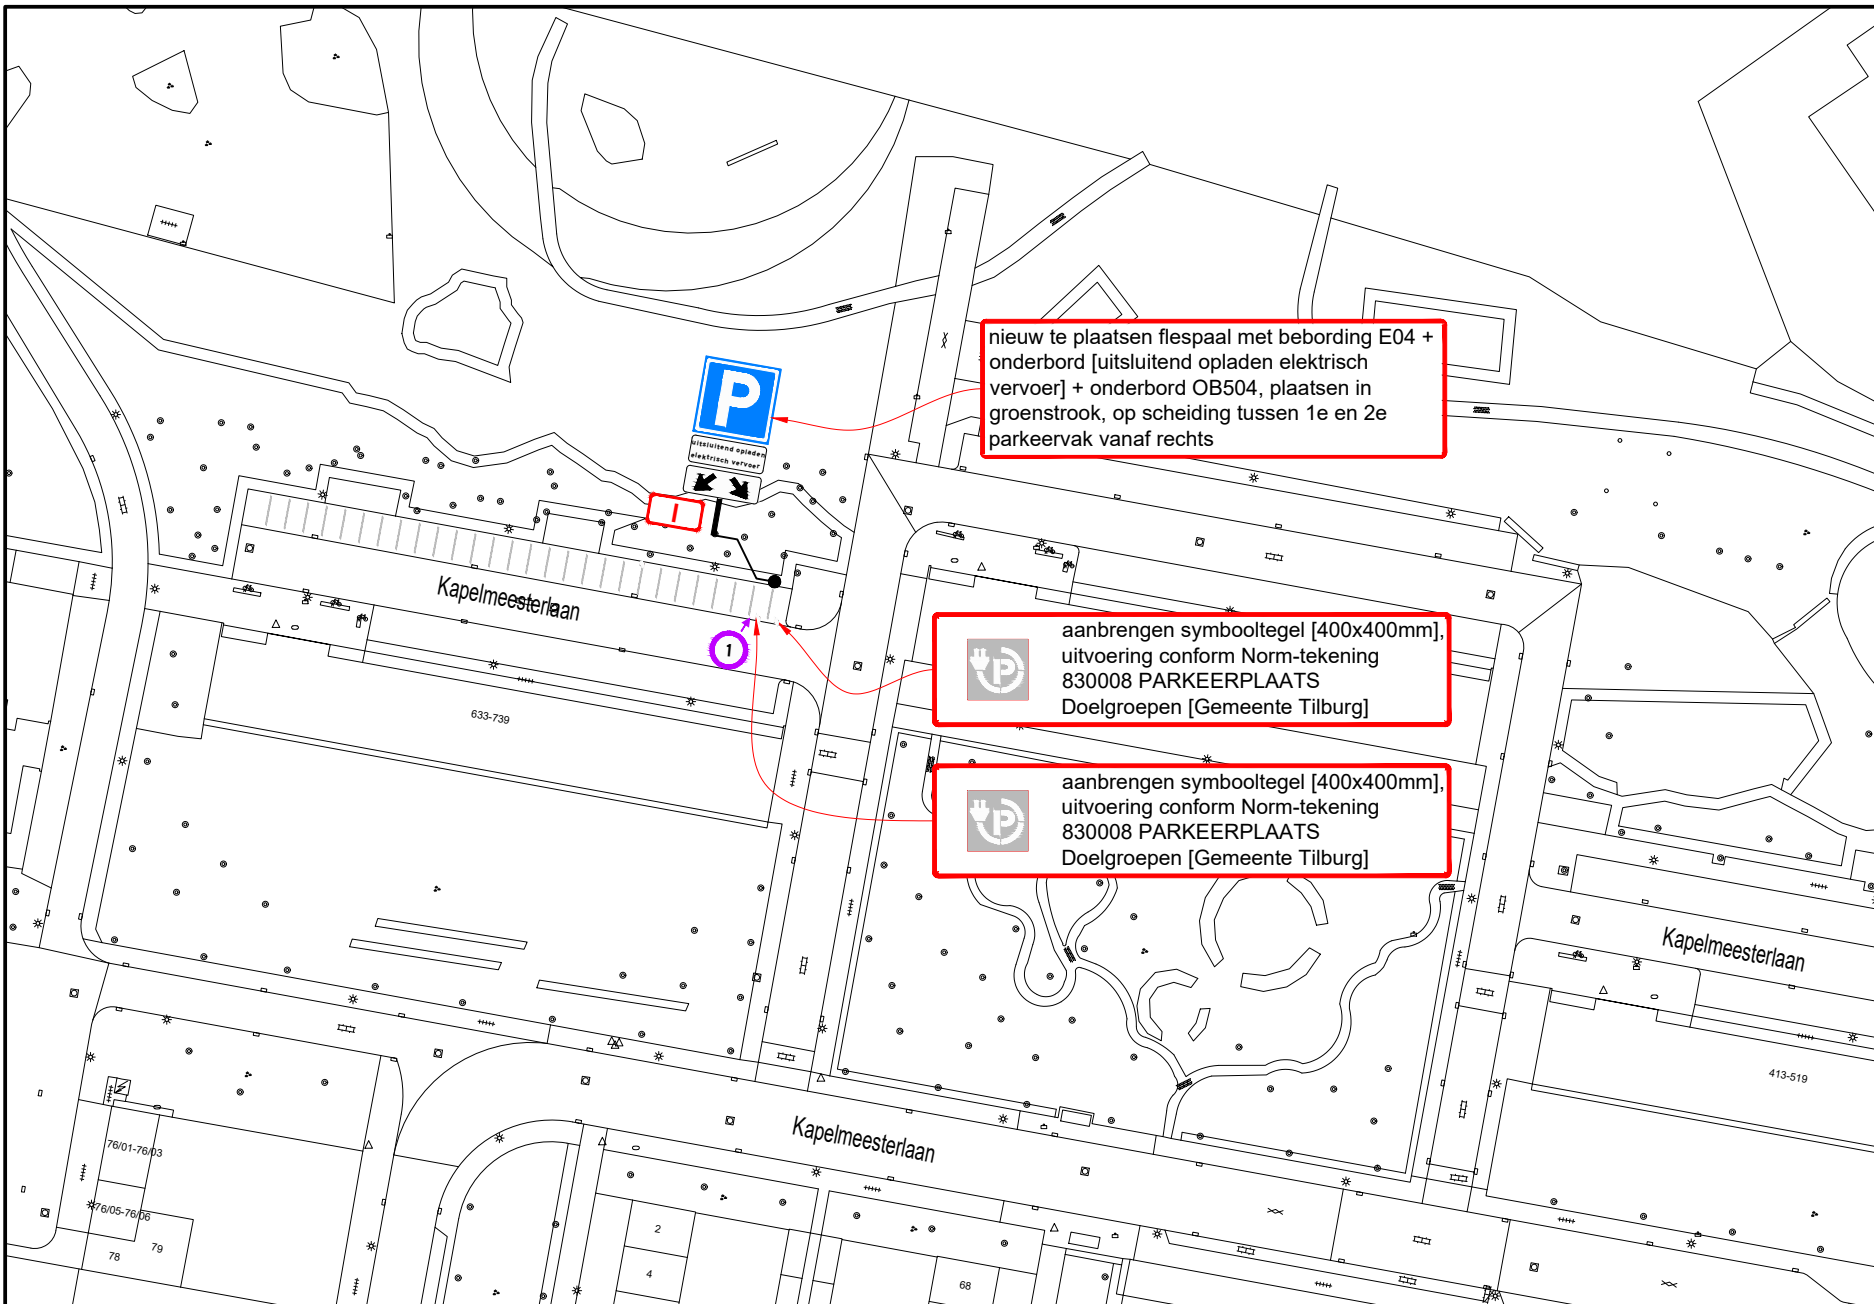 nieuw te plaatsen flespaal met bebording E04 +
onderbord [uitsluitend opladen elektrisch
vervoer] + onderbord OB504, plaatsen in
groenstrook, op scheiding tussen 1e en 2e
parkeervak vanaf rechts
P
uitsluitend opladen
elektrisch vervoer
I
Kapelmeesterlaan
1
aanbrengen symbooltegel [400x400mm],
uitvoering conform Norm-tekening
830008 PARKEERPLAATS
Doelgroepen [Gemeente Tilburg]
P
633-739
aanbrengen symbooltegel [400x400mm],
uitvoering conform Norm-tekening
830008 PARKEERPLAATS
Doelgroepen [Gemeente Tilburg]
P
Kapelmeesterlaan
413-519
Kapelmeesterlaan
76/01-76/03
76/05-76/06
78
79
2
4
68